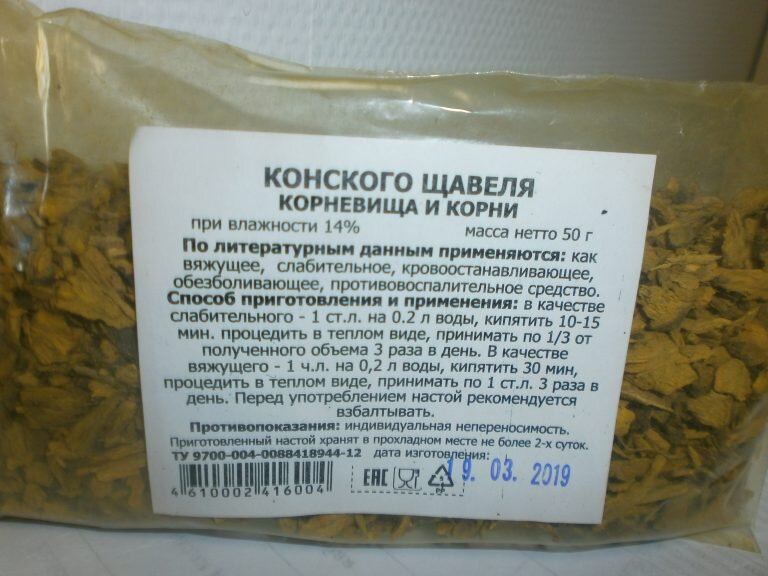 КОНСКОГО ЩАВЕЛЯ
КОРНЕВИЩА И КОРНИ
при влажности 14% масса нетто 50 г
По литературным данным применяются: как
вяжущее, слабительное, кровоостанавливающее,
обезболивающее, противовоспалительное средство.
Способ приготовления и применения: в качестве
слабительного - 1 ст.л. на 0.2 л воды, кипятить 10-15
мин. процедить в теплом виде, принимать по 1/3 от
полученного объема 3 раза в день. В качестве
вяжущего - 1 ч.л. на 0,2 л воды, кипятить 30 мин,
процедить в теплом виде, принимать по 1 ст.л. 3 раза в
день. Перед употреблением настой рекомендуется
взбалтывать.
Противопоказания: индивидуальная непереносимость.
Приготовленный настой хранят в прохладном месте не более 2-х суток.
ТУ 9700-004-0088418944-12 дата изготовления:
19. 03. 2019
EAC
4 610002 416004